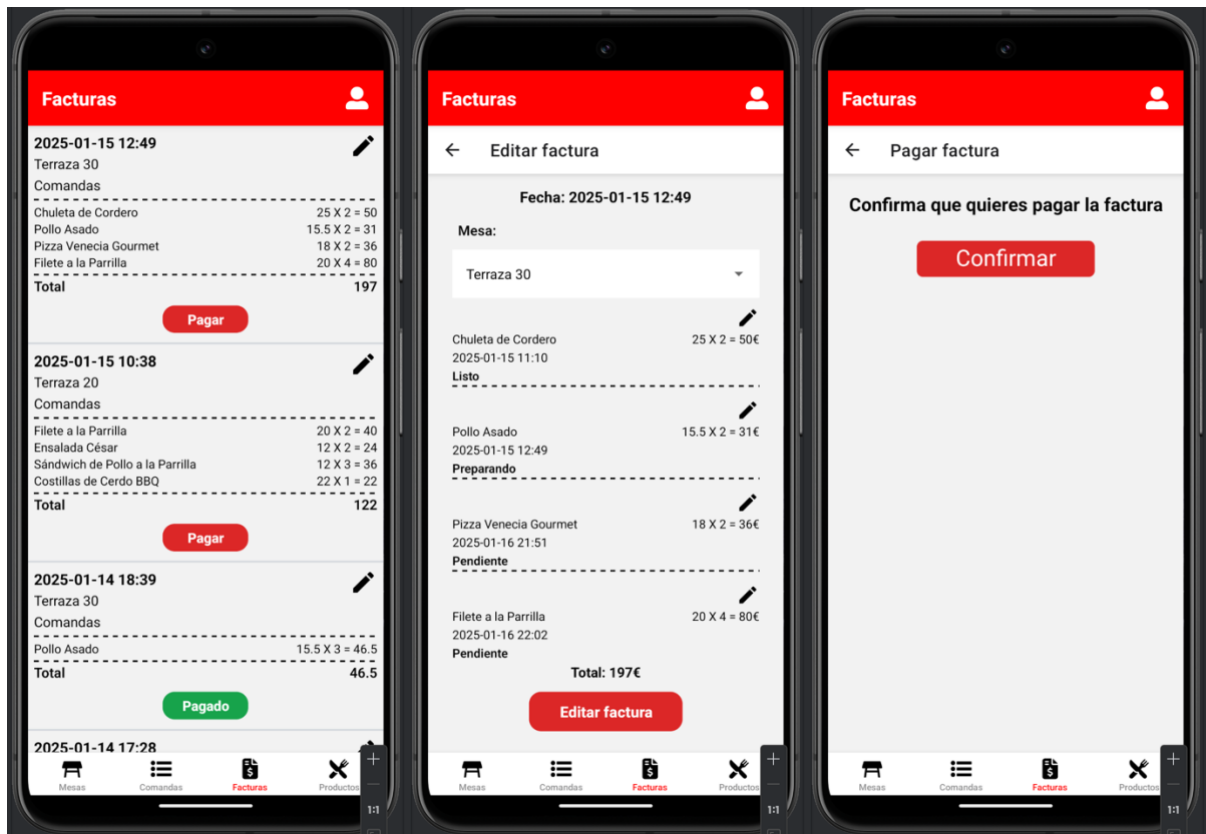 Facturas
2025-01-15 12:49
Terraza 30
Comandas
Chuleta de Cordero 25 X 2 = 50
Pollo Asado 15.5 X 2 = 31
Pizza Venecia Gourmet 18 X 2 = 36
Filete a la Parrilla 20 X 4 = 80
Total 197
Pagar
2025-01-15 10:38
Terraza 20
Comandas
Filete a la Parrilla 20 X 2 = 40
Ensalada César 12 X 2 = 24
Sándwich de Pollo a la Parrilla 12 X 3 = 36
Costillas de Cerdo BBQ 22 X 1 = 22
Total 122
Pagar
2025-01-14 18:39
Terraza 30
Comandas
Pollo Asado 15.5 X 3 = 46.5
Total 46.5
Pagado
2025-01-14 17:28
Mesas Comandas Facturas Productos
1:1
Facturas
Editar factura
Fecha: 2025-01-15 12:49
Mesa:
Terraza 30
Chuleta de Cordero 25 X 2 = 50€
2025-01-15 11:10
Listo
Pollo Asado 15.5 X 2 = 31€
2025-01-15 12:49
Preparando
Pizza Venecia Gourmet 18 X 2 = 36€
2025-01-16 21:51
Pendiente
Filete a la Parrilla 20 X 4 = 80€
2025-01-16 22:02
Pendiente
Total: 197€
Editar factura
Mesas Comandas Facturas Productos
1:1
Facturas
Pagar factura
Confirma que quieres pagar la factura
Confirmar
Mesas Comandas Facturas Productos
1:1